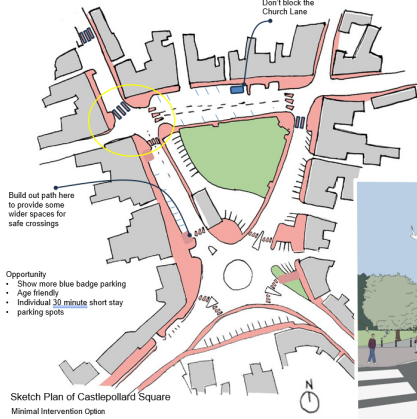 Don't block the
Church Lane
Build out path here
to provide some
wider spaces for
safe crossings
Opportunity
• Show more blue badge parking
• Age friendly
• Individual 30 minute short stay
• parking spots
Sketch Plan of Castlepollard Square
Minimal Intervention Option
N